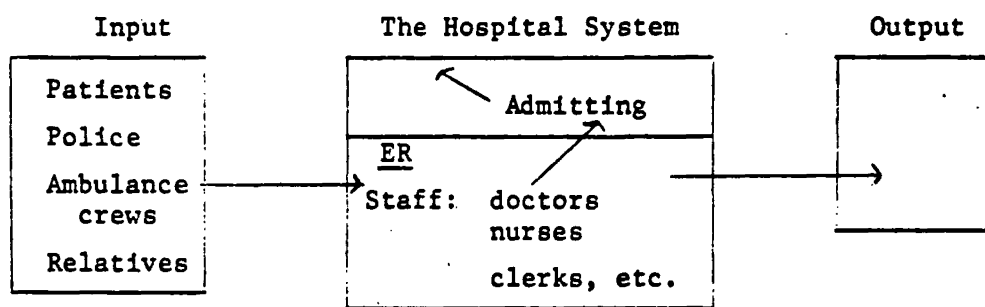 Input The Hospital System Output
Patients
Police
Ambulance
crews
Relatives
Admitting
ER
Staff: doctors
nurses
clerks, etc.